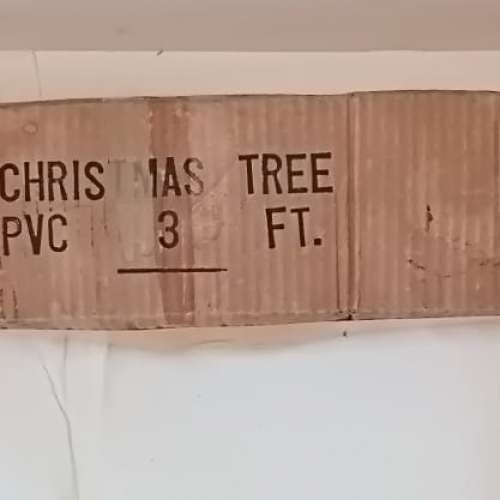 CHRISTMAS TREE
PVC 3 FT.